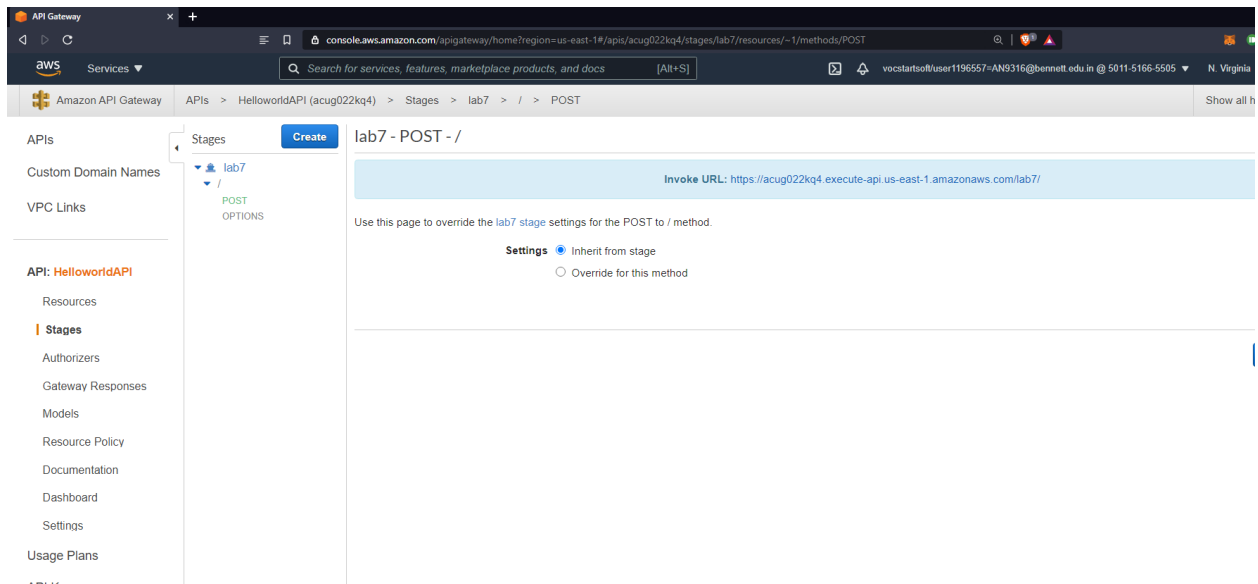 API Gateway
console.aws.amazon.com/apigateway/home?region=us-east-1#/apis/acug022kq4/stages/lab7/resources/~1/methods/POST
aws Services ▼ Search for services, features, marketplace products, and docs [Alt+S] vocstartsoft/user1196557=AN9316@bennett.edu.in @ 5011-5166-5505 ▼ N. Virginia
Amazon API Gateway APIs > HelloworldAPI (acug022kq4) > Stages > lab7 > / > POST Show all h
APIs
Custom Domain Names
VPC Links
API: HelloworldAPI
Resources
Stages
Authorizers
Gateway Responses
Models
Resource Policy
Documentation
Dashboard
Settings
Usage Plans
Stages Create
lab7
/
POST
OPTIONS
lab7 - POST - /
Invoke URL: https://acug022kq4.execute-api.us-east-1.amazonaws.com/lab7/
Use this page to override the lab7 stage settings for the POST to / method.
Settings Inherit from stage
Override for this method